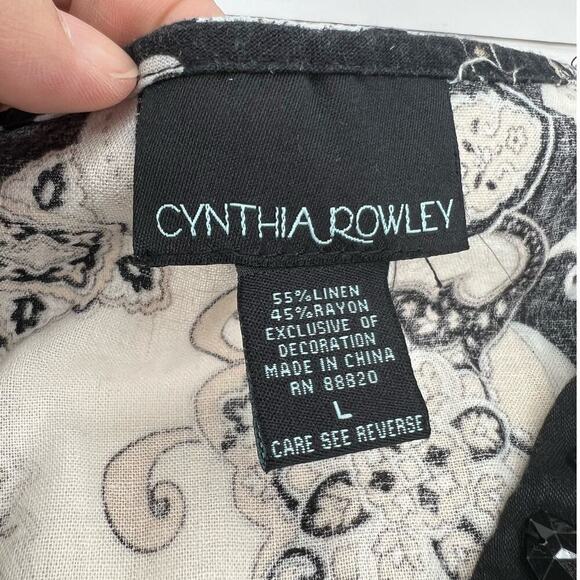 CYNTHIA ROWLEY
55% LINEN
45% RAYON
EXCLUSIVE OF
DECORATION
MADE IN CHINA
RN 88820
L
CARE SEE REVERSE